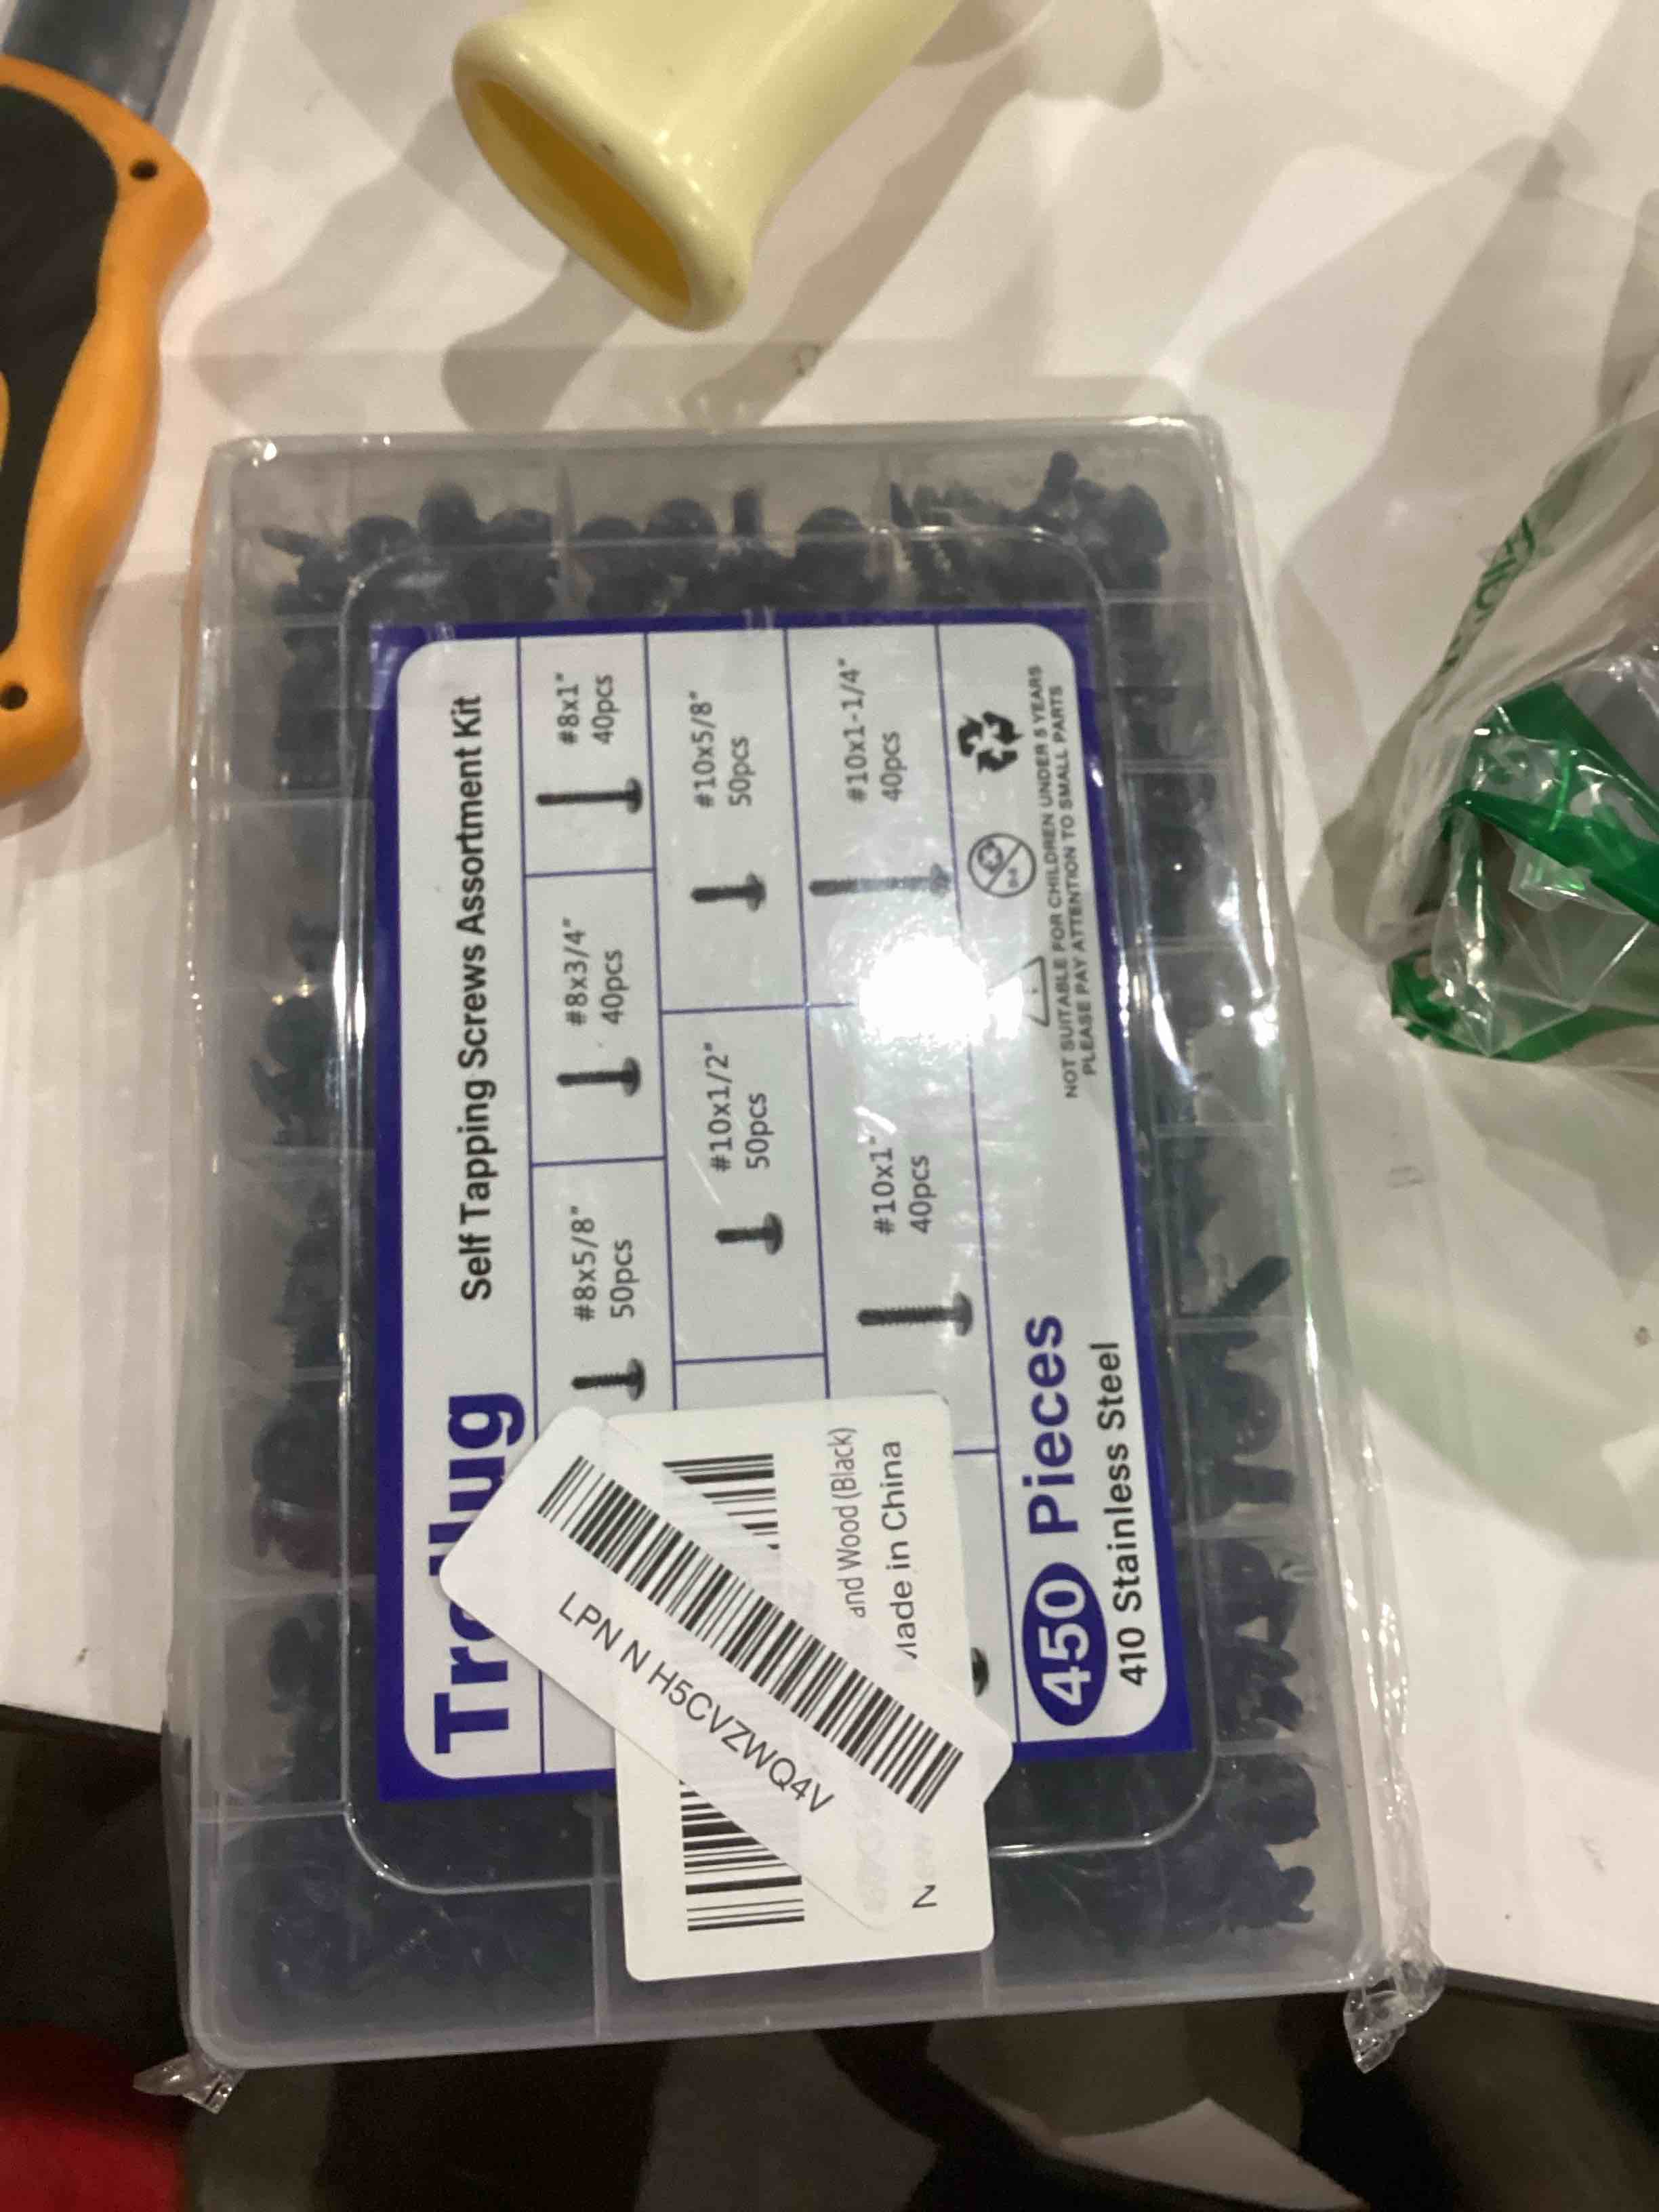 Self Tapping Screws Assortment Kit
#8x5/8"
50pcs
#8x3/4"
40pcs
#8x1"
40pcs
#10x1/2"
50pcs
#10x5/8"
50pcs
#10x1"
40pcs
#10x1-1/4"
40pcs
450 Pieces
410 Stainless Steel
0-3
NOT SUITABLE FOR CHILDREN UNDER 5 YEARS
PLEASE PAY ATTENTION TO SMALL PARTS
and Wood (Black)
Made in China
LPN N H5CVZWQ4V